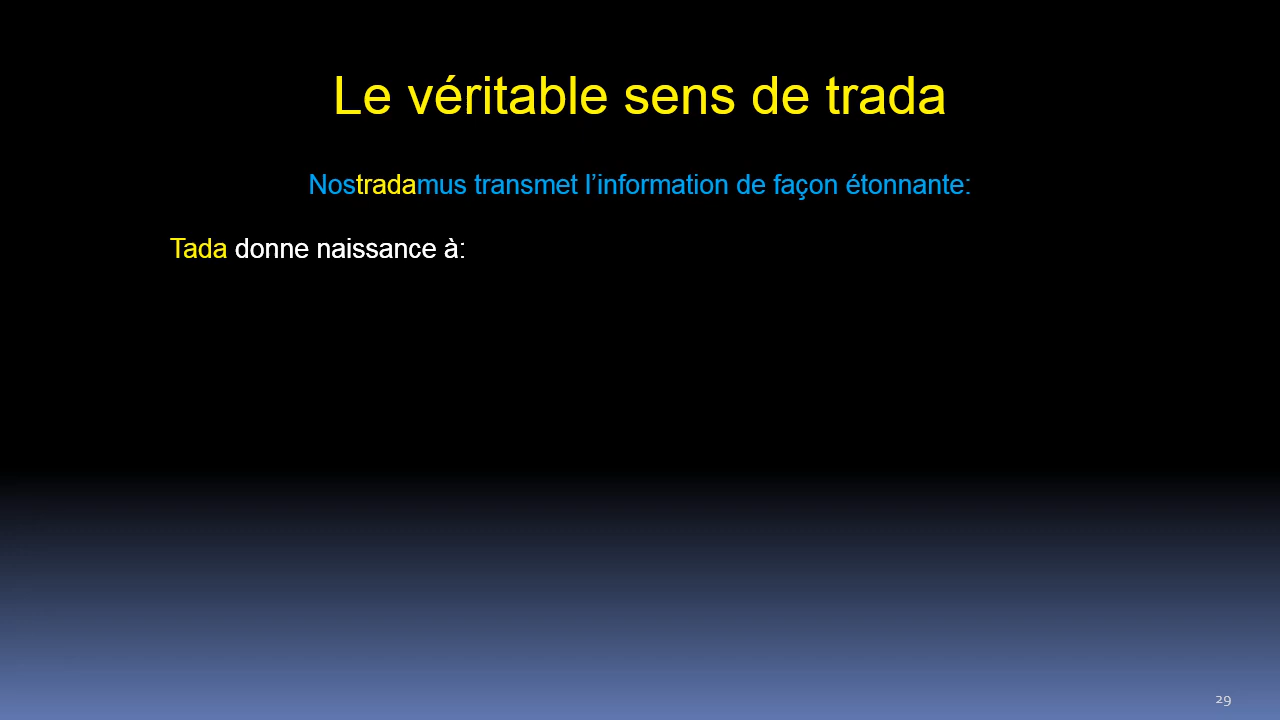 Le véritable sens de trada
Nostradamus transmet l’information de façon étonnante:
Tada donne naissance à:
29